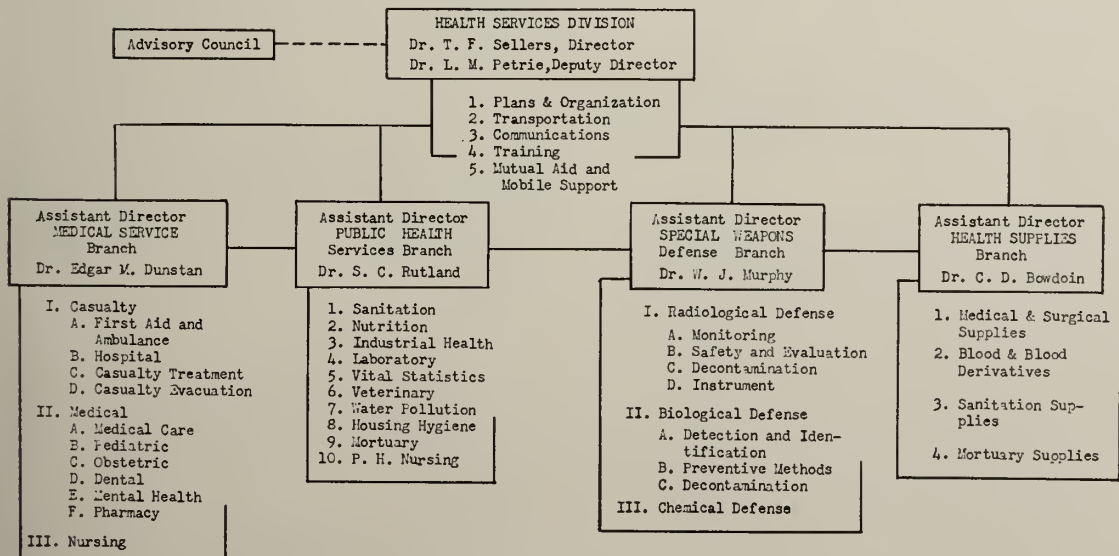 HEALTH SERVICES DIVISION
Dr. T. F. Sellers, Director
Dr. L. M. Petrie,Deputy Director
Advisory Council
1. Plans & Organization
2. Transportation
3. Communications
4. Training
5. Mutual Aid and
Mobile Support
Assistant Director
MEDICAL SERVICE
Branch
Dr. Edgar M. Dunstan
I. Casualty
A. First Aid and
Ambulance
B. Hospital
C. Casualty Treatment
D. Casualty Evacuation
II. Medical
A. Medical Care
B. Pediatric
C. Obstetric
D. Dental
E. Mental Health
F. Pharmacy
III. Nursing
Assistant Director
PUBLIC HEALTH
Services Branch
Dr. S. C. Rutland
1. Sanitation
2. Nutrition
3. Industrial Health
4. Laboratory
5. Vital Statistics
6. Veterinary
7. Water Pollution
8. Housing Hygiene
9. Mortuary
10. P. H. Nursing
Assistant Director
SPECIAL WEAPONS
Defense Branch
Dr. W. J. Murphy
I. Radiological Defense
A. Monitoring
B. Safety and Evaluation
C. Decontamination
D. Instrument
II. Biological Defense
A. Detection and Iden-
tification
B. Preventive Methods
C. Decontamination
III. Chemical Defense
Assistant Director
HEALTH SUPPLIES
Branch
Dr. C. D. Bowdoin
1. Medical & Surgical
Supplies
2. Blood & Blood
Derivatives
3. Sanitation Sup-
plies
4. Mortuary Supplies